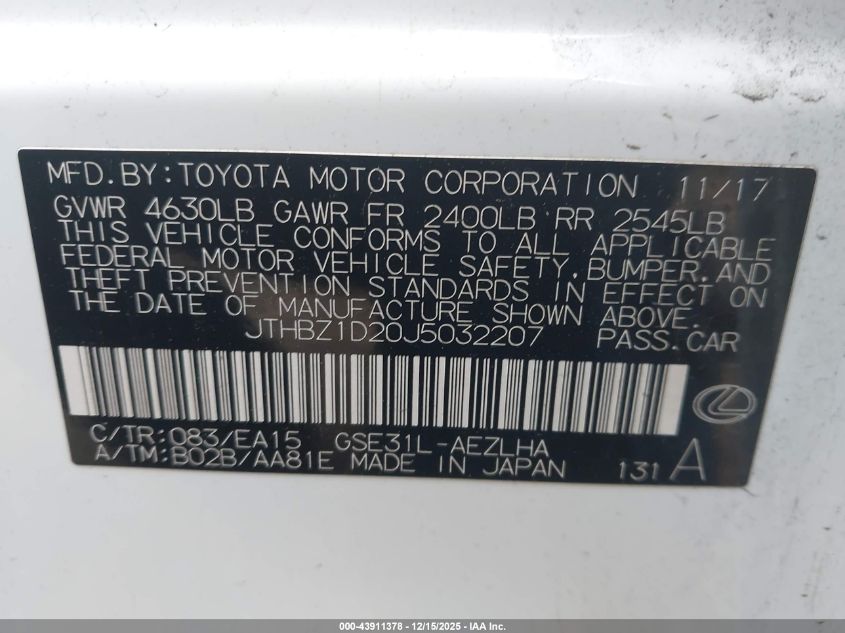 MFD.BY:TOYOTA MOTOR CORPORATION 11/17
GVWR 4630LB GAWR FR 2400LB RR 2545LB
THIS VEHICLE CONFORMS TO ALL APPLICABLE
FEDERAL MOTOR VEHICLE SAFETY,BUMPER,AND
THEFT PREVENTION STANDARDS IN EFFECT ON
THE DATE OF MANUFACTURE SHOWN ABOVE.
JTHBZ1D20J5032207 PASS.CAR
C/TR:083/EA15 GSE31L-AEZLHA
A/TM:B02B/AA81E MADE IN JAPAN 131 A
000-43911378 - 12/15/2025 - IAA Inc.